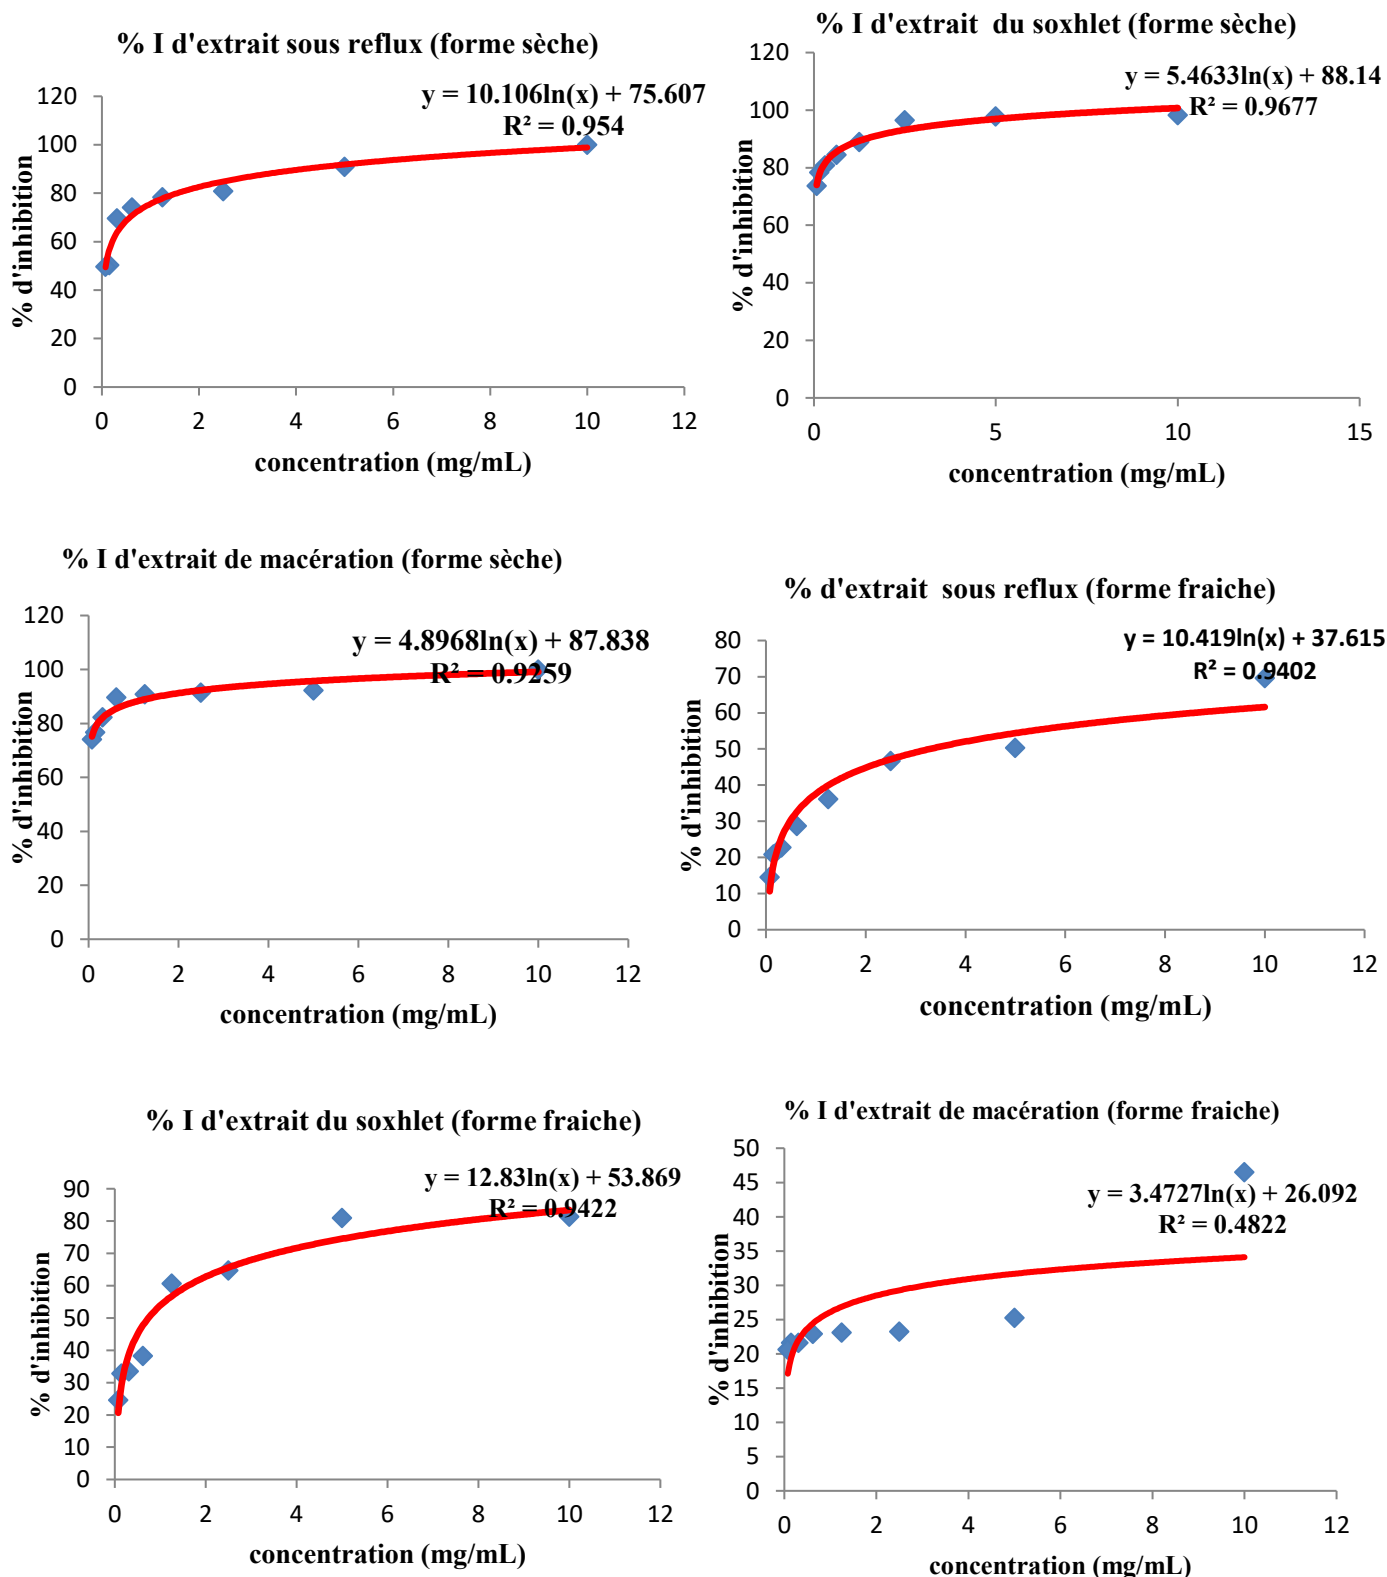 % I d'extrait sous reflux (forme sèche)
y = 10.106ln(x) + 75.607
R² = 0.954
% d'inhibition
120
100
80
60
40
20
0
0 2 4 6 8 10 12
concentration (mg/mL)
% I d'extrait du soxhlet (forme sèche)
y = 5.4633ln(x) + 88.14
R² = 0.9677
% d'inhibition
120
100
80
60
40
20
0
0 5 10 15
concentration (mg/mL)
% I d'extrait de macération (forme sèche)
y = 4.8968ln(x) + 87.838
R² = 0.9259
% d'inhibition
120
100
80
60
40
20
0
0 2 4 6 8 10 12
concentration (mg/mL)
% d'extrait sous reflux (forme fraiche)
y = 10.419ln(x) + 37.615
R² = 0.9402
% d'inhibition
80
70
60
50
40
30
20
10
0
0 2 4 6 8 10 12
concentration (mg/mL)
% I d'extrait du soxhlet (forme fraiche)
y = 12.83ln(x) + 53.869
R² = 0.9422
% d'inhibition
90
80
70
60
50
40
30
20
10
0
0 2 4 6 8 10 12
concentration (mg/mL)
% I d'extrait de macération (forme fraiche)
y = 3.4727ln(x) + 26.092
R² = 0.4822
% d'inhibition
50
45
40
35
30
25
20
15
10
5
0
0 2 4 6 8 10 12
concentration (mg/mL)